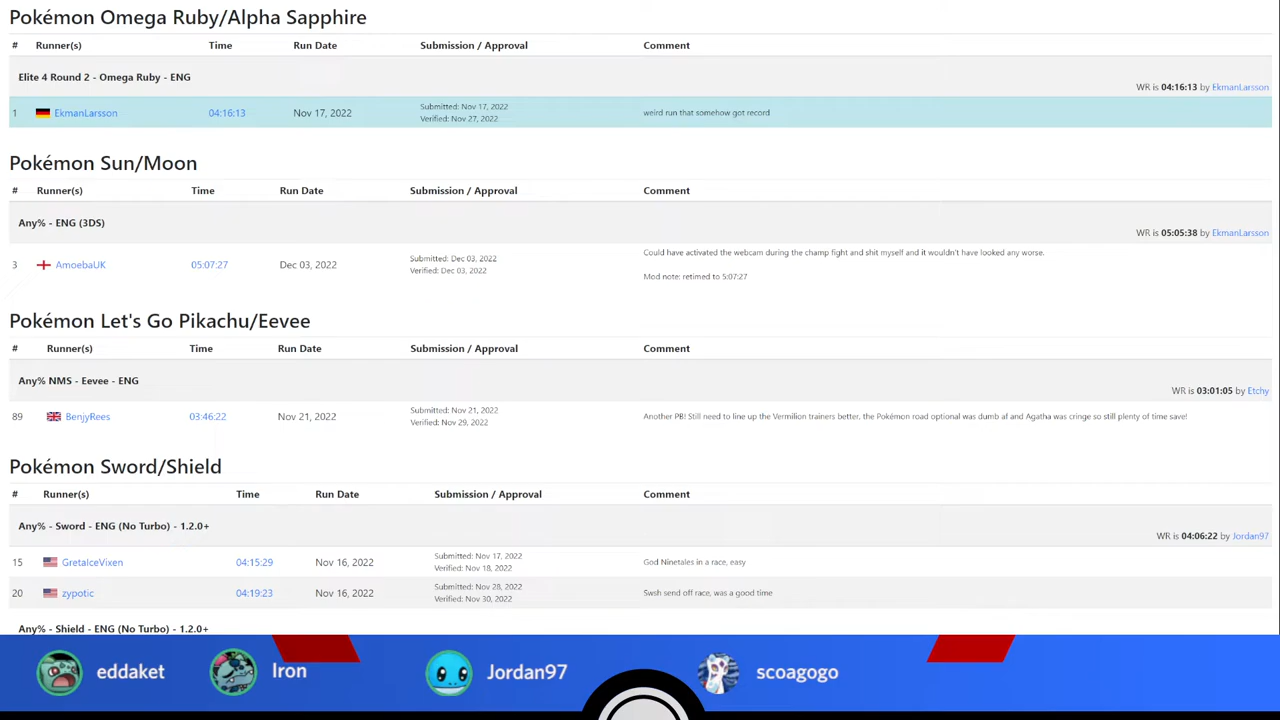 Pokémon Omega Ruby/Alpha Sapphire
# Runner(s) Time Run Date Submission / Approval Comment
Elite 4 Round 2 - Omega Ruby - ENG
WR is 04:16:13 by EkmanLarsson
1 EkmanLarsson 04:16:13 Nov 17, 2022 Submitted: Nov 17, 2022 weird run that somehow got record
Verified: Nov 27, 2022
Pokémon Sun/Moon
# Runner(s) Time Run Date Submission / Approval Comment
Any% - ENG (3DS)
WR is 05:05:38 by EkmanLarsson
Could have activated the webcam during the champ fight and shit myself and it wouldn't have looked any worse.
3 AmoebaUK 05:07:27 Dec 03, 2022 Submitted: Dec 03, 2022
Verified: Dec 03, 2022
Mod note: retimed to 5:07:27
Pokémon Let's Go Pikachu/Eevee
# Runner(s) Time Run Date Submission / Approval Comment
Any% NMS - Eevee - ENG
WR is 03:01:05 by Etchy
89 BenjyRees 03:46:22 Nov 21, 2022 Submitted: Nov 21, 2022 Another PB! Still need to line up the Vermilion trainers better, the Pokémon road optional was dumb af and Agatha was cringe so still plenty of time save!
Verified: Nov 29, 2022
Pokémon Sword/Shield
# Runner(s) Time Run Date Submission / Approval Comment
Any% - Sword - ENG (No Turbo) - 1.2.0+
WR is 04:06:22 by Jordan97
15 GretaIceVixen 04:15:29 Nov 16, 2022 Submitted: Nov 17, 2022 God Ninetales in a race, easy
Verified: Nov 18, 2022
20 zypotic 04:19:23 Nov 16, 2022 Submitted: Nov 28, 2022 Swsh send off race, was a good time
Verified: Nov 30, 2022
Any% - Shield - ENG (No Turbo) - 1.2.0+
eddaket Iron Jordan97 scoagogo